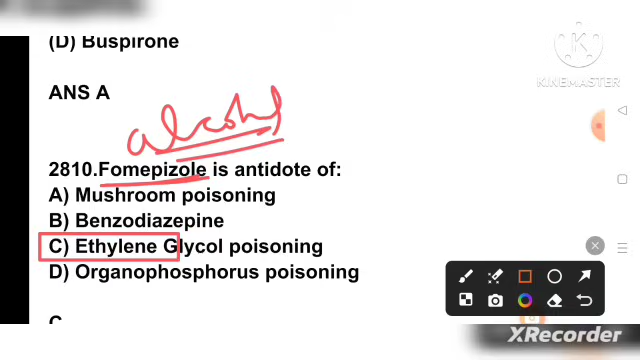 (D) Buspirone
KINEMASTER
ANS A
alcohol
2810.Fomepizole is antidote of:
A) Mushroom poisoning
B) Benzodiazepine
C) Ethylene Glycol poisoning
D) Organophosphorus poisoning
XRecorder